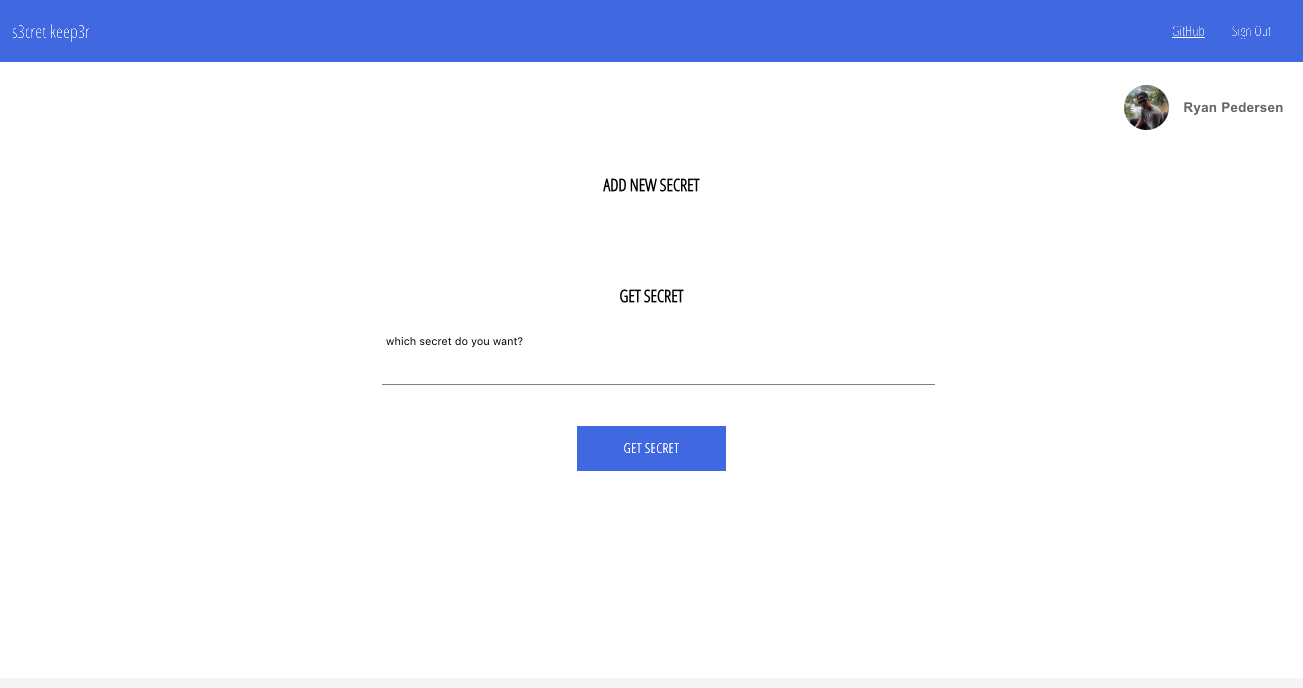 s3cret keep3r
GitHub
Sign Out
Ryan Pedersen
ADD NEW SECRET
GET SECRET
which secret do you want?
GET SECRET